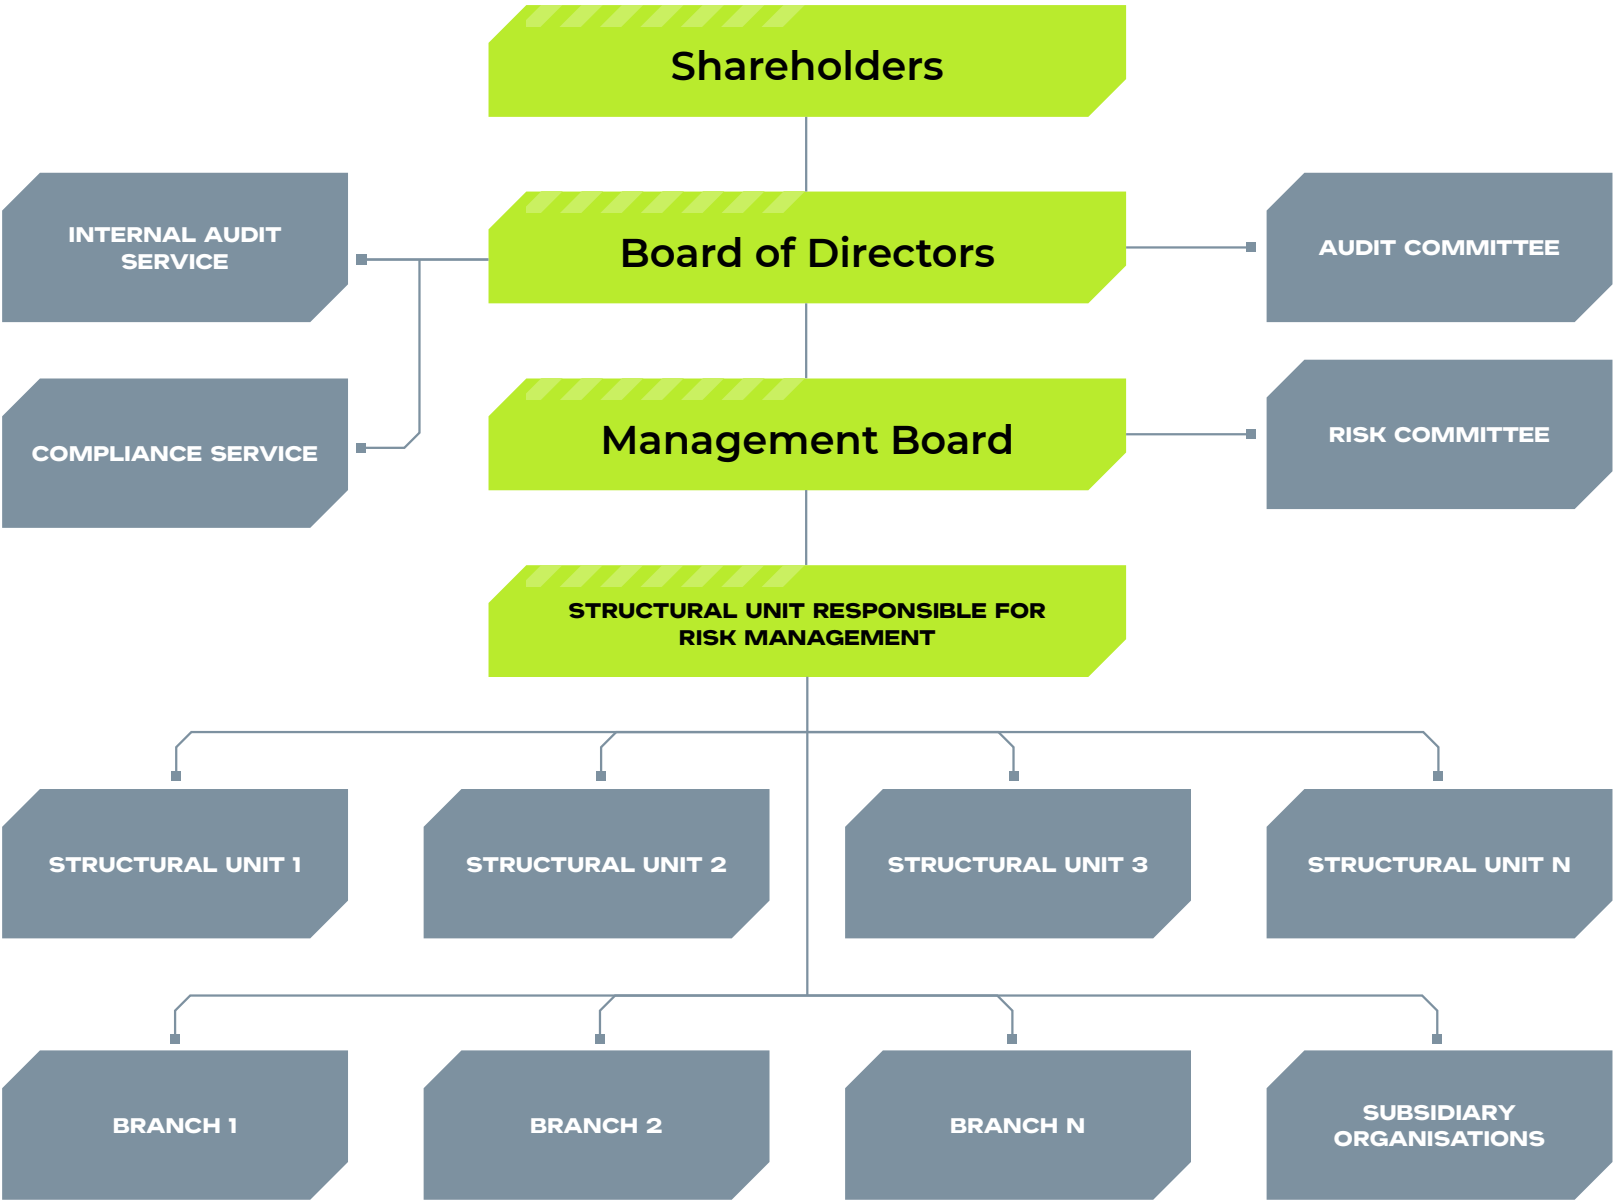 Shareholders
INTERNAL AUDIT
SERVICE
Board of Directors
AUDIT COMMITTEE
COMPLIANCE SERVICE
Management Board
RISK COMMITTEE
STRUCTURAL UNIT RESPONSIBLE FOR
RISK MANAGEMENT
STRUCTURAL UNIT 1
STRUCTURAL UNIT 2
STRUCTURAL UNIT 3
STRUCTURAL UNIT N
BRANCH 1
BRANCH 2
BRANCH N
SUBSIDIARY
ORGANISATIONS